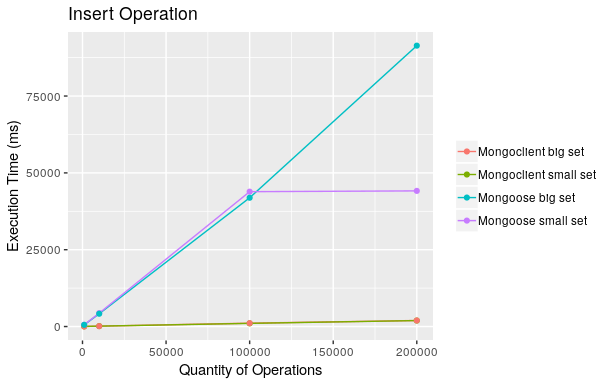 Insert Operation
Execution Time (ms)
75000
50000
25000
0
0
50000
100000
150000
200000
Quantity of Operations
Mongoclient big set
Mongoclient small set
Mongoose big set
Mongoose small set